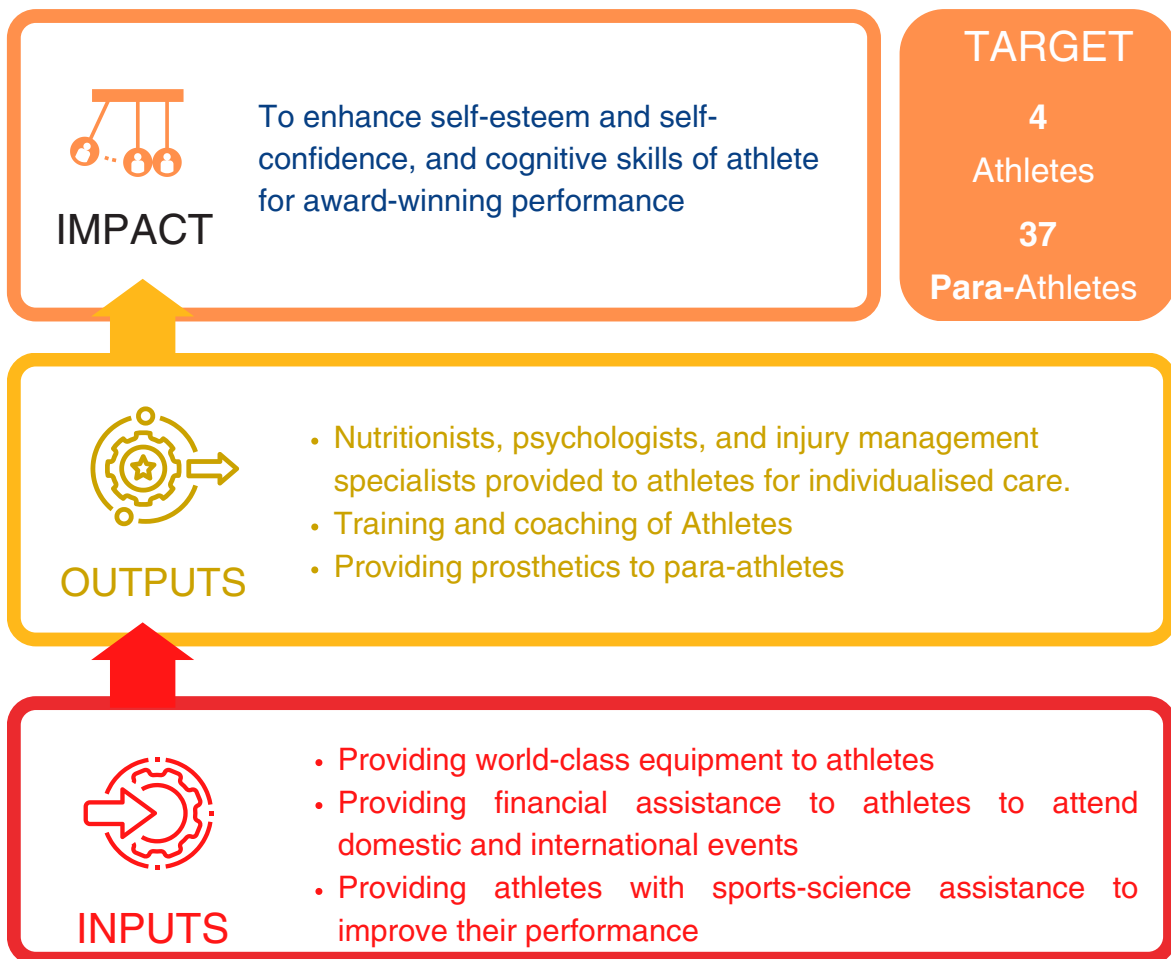 IMPACT
To enhance self-esteem and self-
confidence, and cognitive skills of athlete
for award-winning performance
TARGET
4
Athletes
37
Para-Athletes
OUTPUTS
• Nutritionists, psychologists, and injury management
specialists provided to athletes for individualised care.
• Training and coaching of Athletes
• Providing prosthetics to para-athletes
INPUTS
• Providing world-class equipment to athletes
• Providing financial assistance to athletes to attend
domestic and international events
• Providing athletes with sports-science assistance to
improve their performance